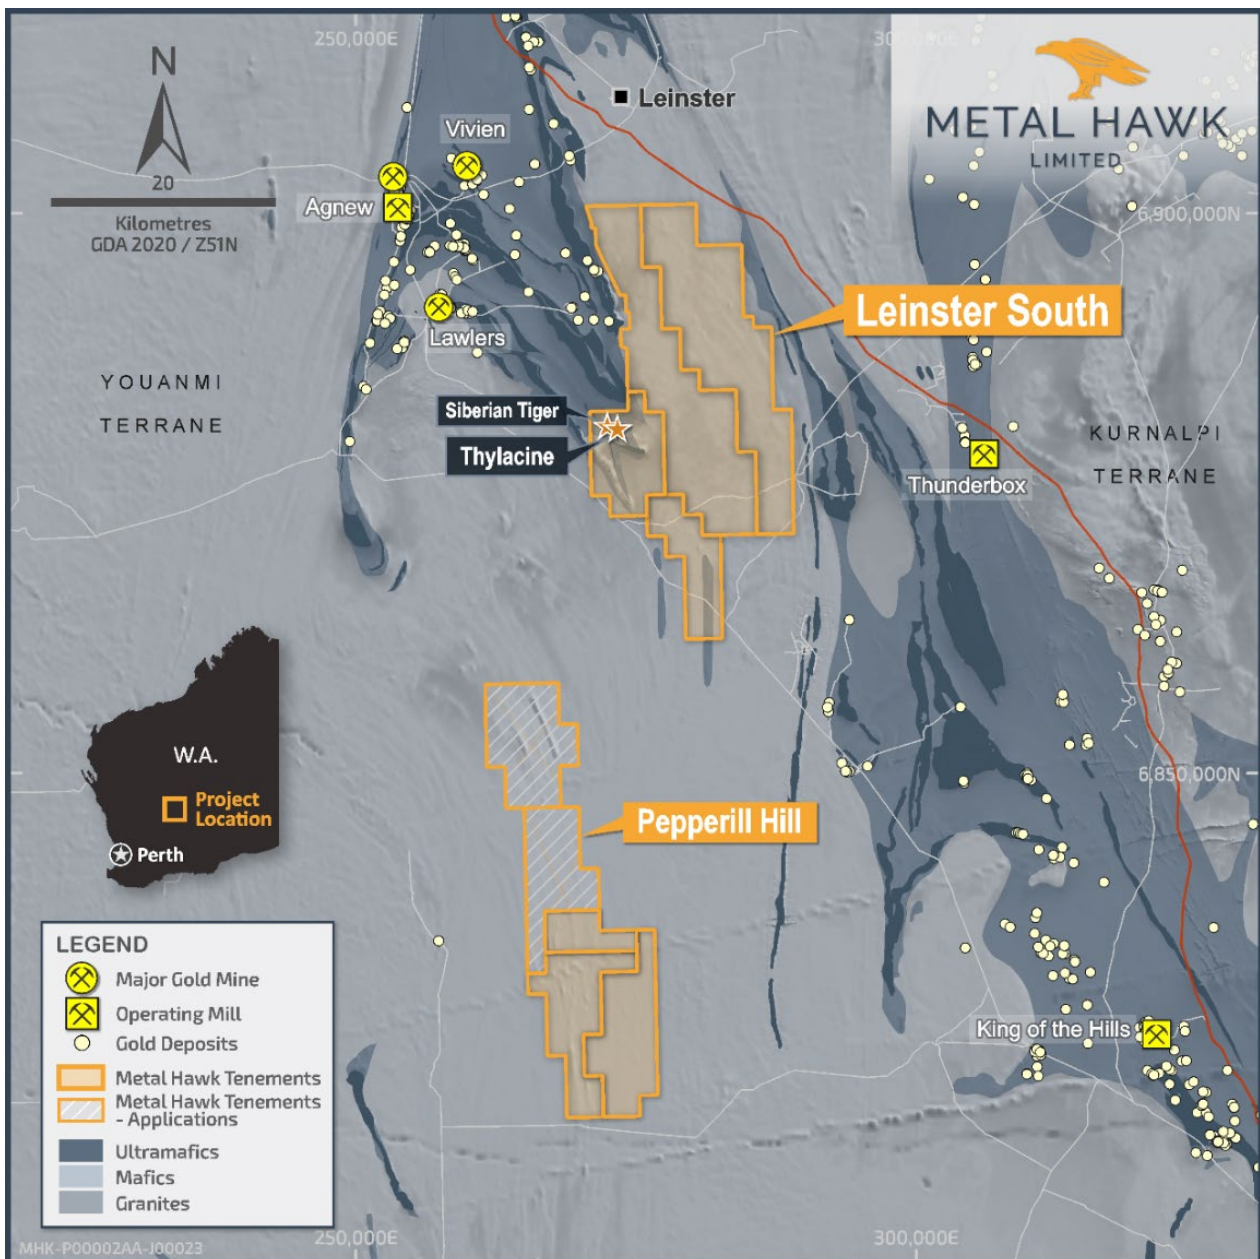 250,000E
300,000E
N
20
Kilometres
GDA 2020 / Z51N
METAL HAWK
LIMITED
Leinster
Vivien
Agnew
6,900,000N
Lawlers
Leinster South
YOUANMI
TERRANE
Siberian Tiger
Thylacine
KURNALPI
TERRANE
Thunderbox
W.A.
Project
Location
Perth
6,850,000N
Pepperill Hill
King of the Hills
LEGEND
Major Gold Mine
Operating Mill
Gold Deposits
Metal Hawk Tenements
Metal Hawk Tenements
- Applications
Ultramafics
Mafics
Granites
MHK-P00002AA-J00023
250,000E
300,000E